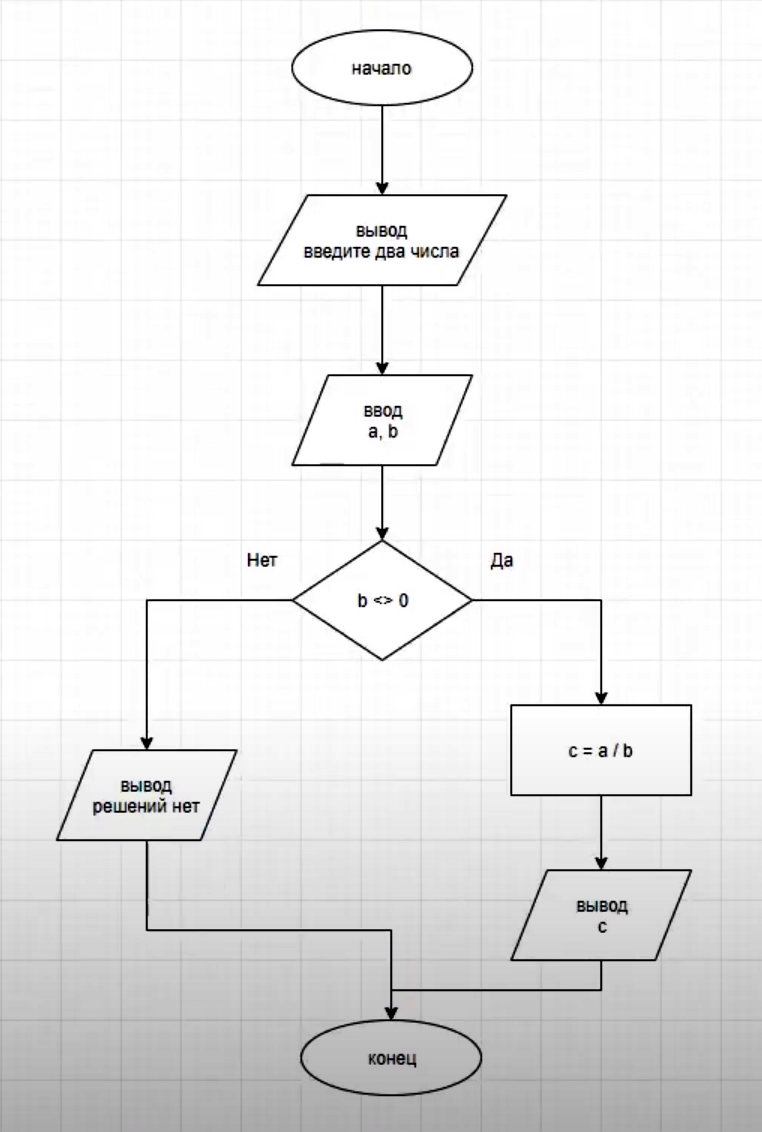 начало
вывод
введите два числа
ввод
a, b
Нет
Да
b <> 0
c = a / b
вывод
решений нет
вывод
c
конец